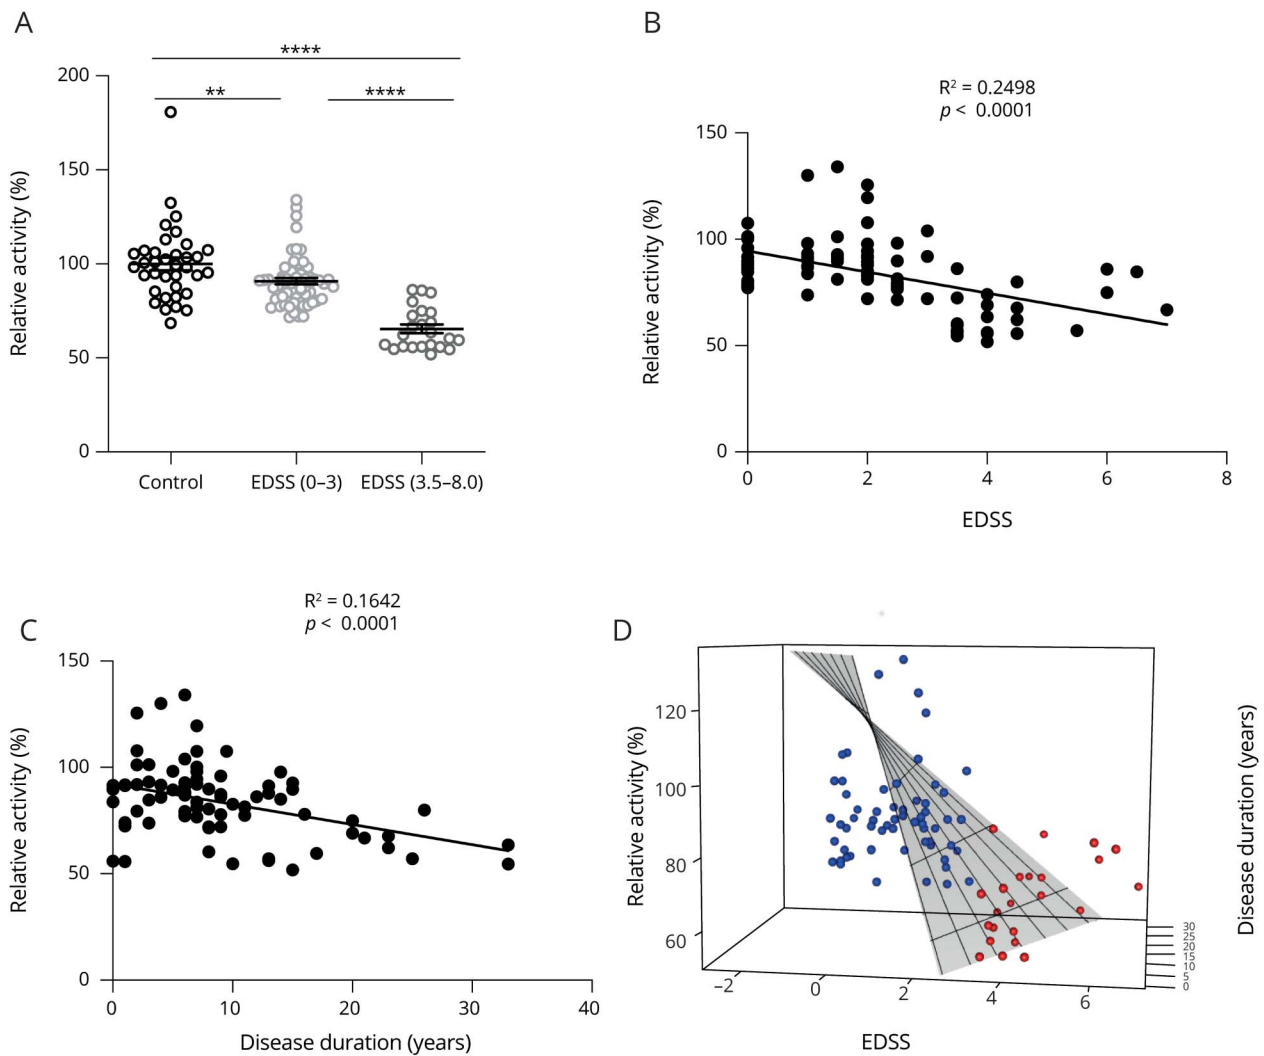 A
****
**
****
200
150
100
50
0
Relative activity (%)
Control
EDSS (0–3)
EDSS (3.5–8.0)
B
R² = 0.2498
p < 0.0001
150
100
50
0
Relative activity (%)
0 2 4 6 8
EDSS
C
R² = 0.1642
p < 0.0001
150
100
50
0
Relative activity (%)
0 10 20 30 40
Disease duration (years)
D
120
100
80
60
Relative activity (%)
–2 0 2 4 6
EDSS
30
25
20
15
10
5
0
Disease duration (years)